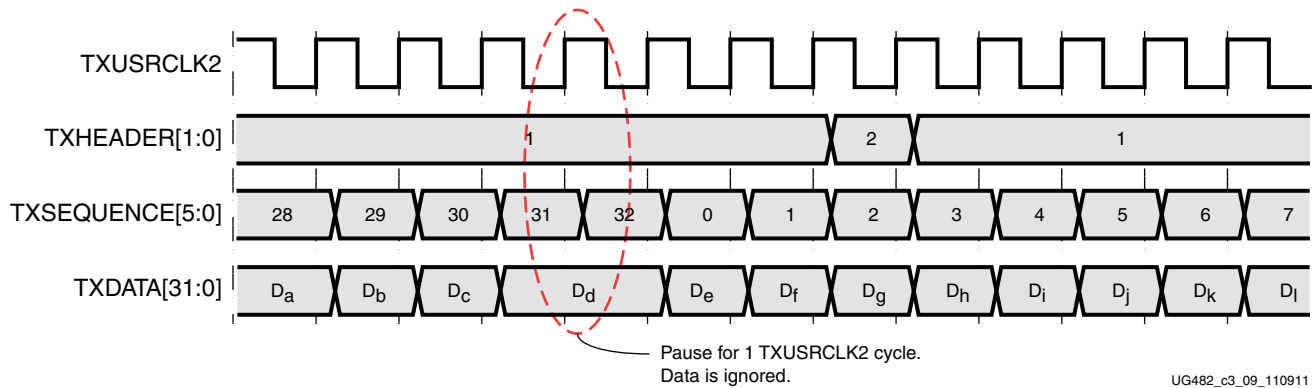 TXUSRCLK2
TXHEADER[1:0] 1 2 1
TXSEQUENCE[5:0] 28 29 30 31 32 0 1 2 3 4 5 6 7
TXDATA[31:0] Da Db Dc Dd De Df Dg Dh Di Dj Dk Dl
Pause for 1 TXUSRCLK2 cycle.
Data is ignored.
UG482_c3_09_110911